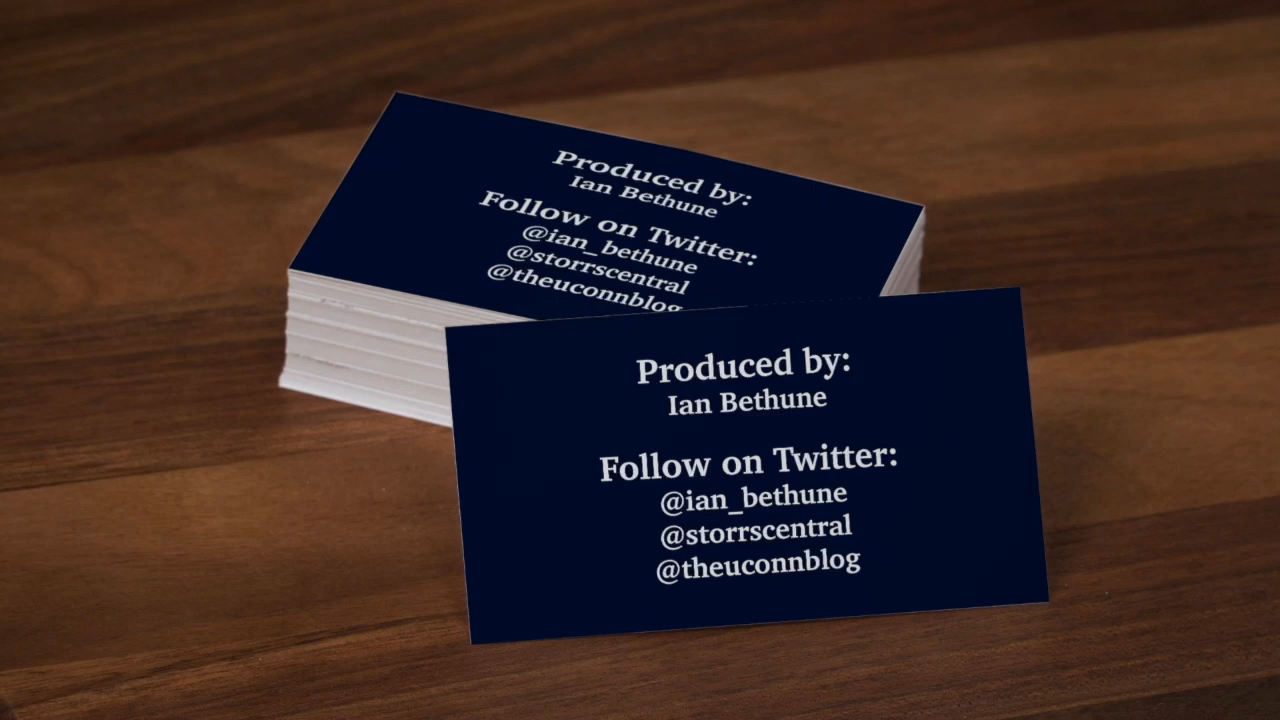 Produced by:
Ian Bethune
Follow on Twitter:
@ian_bethune
@storrscentral
@theuconnblog
Produced by:
Ian Bethune
Follow on Twitter:
@ian_bethune
@storrscentral
@theuconnblog